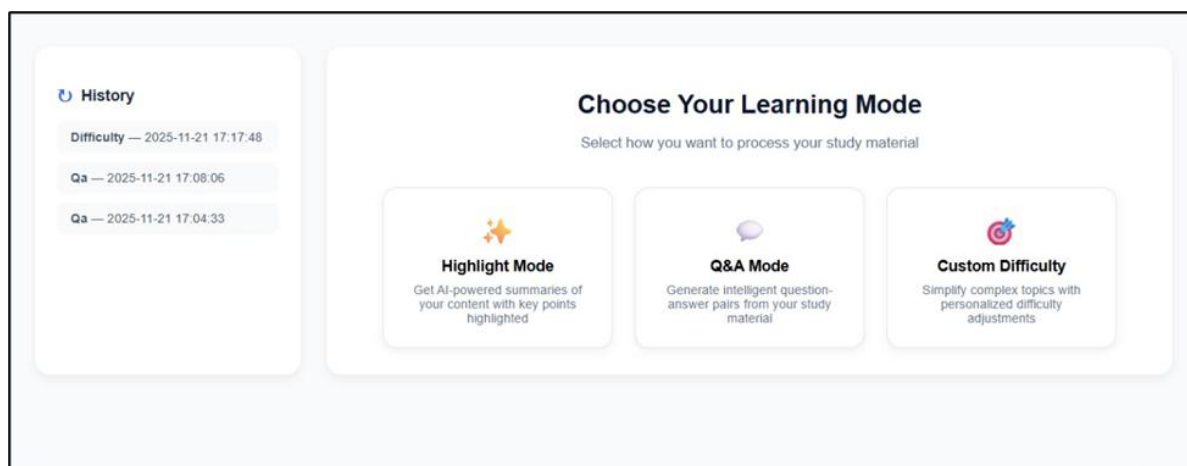 History
Difficulty — 2025-11-21 17:17:48
Qa — 2025-11-21 17:08:06
Qa — 2025-11-21 17:04:33
Choose Your Learning Mode
Select how you want to process your study material
Highlight Mode
Get AI-powered summaries of
your content with key points
highlighted
Q&A Mode
Generate intelligent question-
answer pairs from your study
material
Custom Difficulty
Simplify complex topics with
personalized difficulty
adjustments